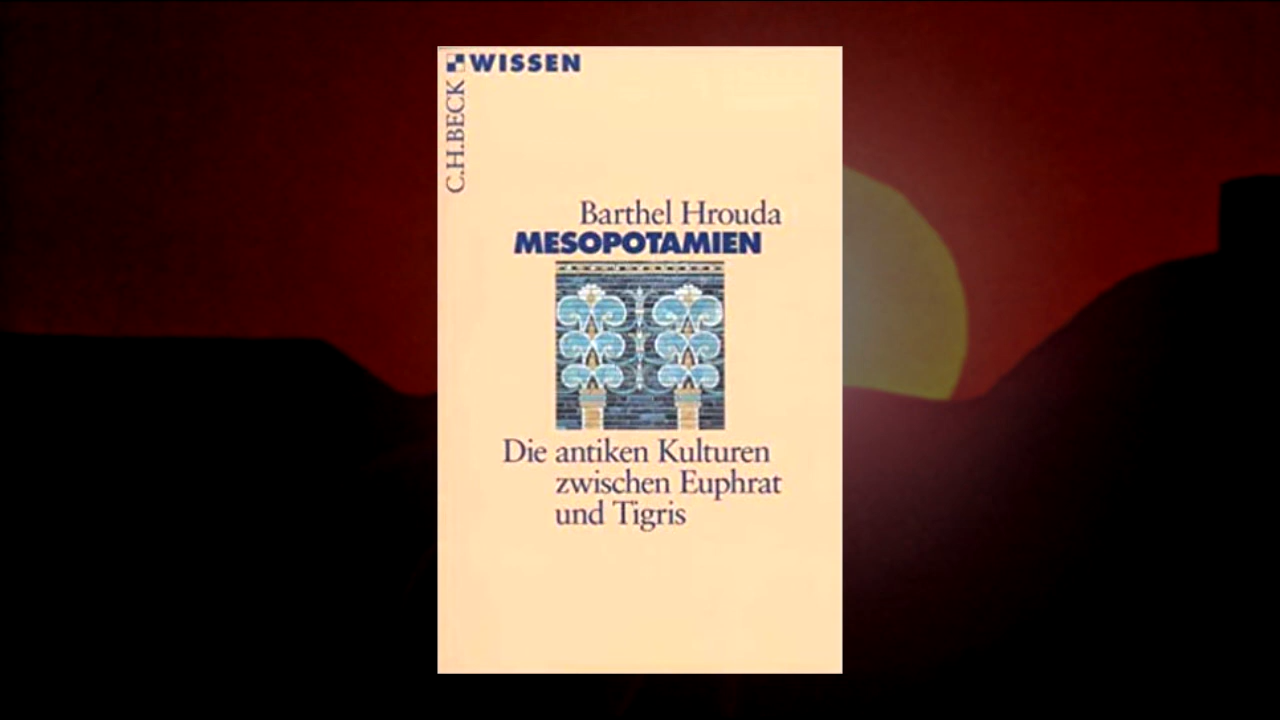 WISSEN
C.H.BECK
Barthel Hrouda
MESOPOTAMIEN
Die antiken Kulturen
zwischen Euphrat
und Tigris